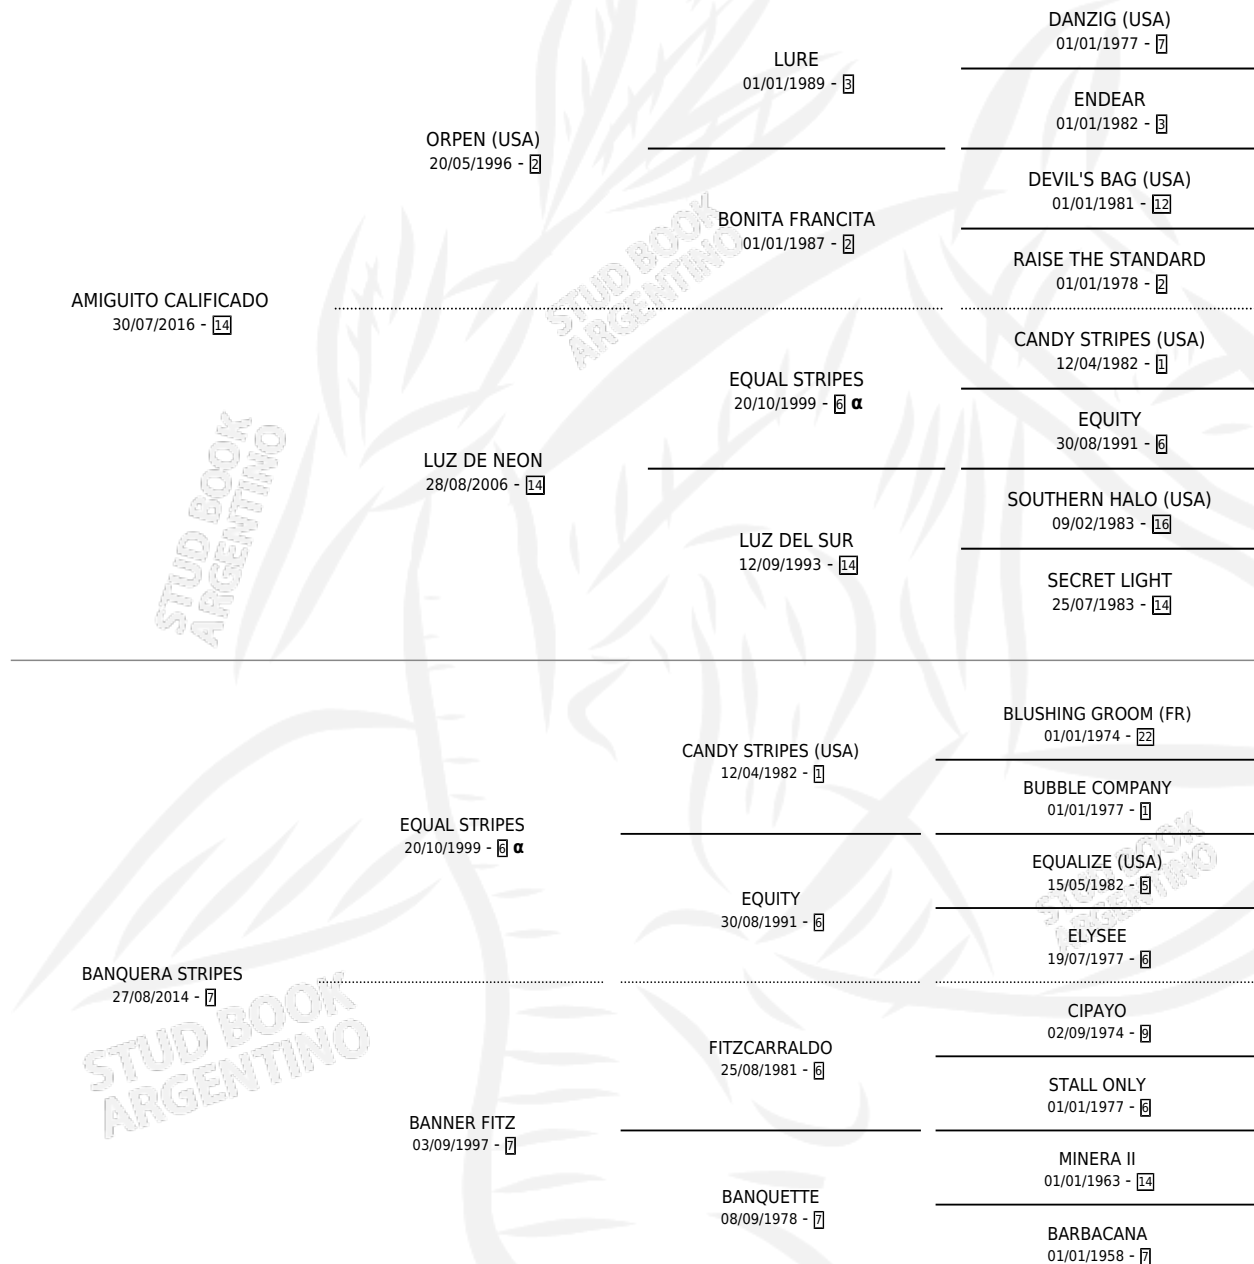 DANZIG (USA)
01/01/1977 - 7
LURE
01/01/1989 - 3
ENDEAR
01/01/1982 - 3
ORPEN (USA)
20/05/1996 - 2
DEVIL'S BAG (USA)
01/01/1981 - 12
BONITA FRANCITA
01/01/1987 - 2
RAISE THE STANDARD
01/01/1978 - 2
AMIGUITO CALIFICADO
30/07/2016 - 14
STUD BOOK
ARGENTINO
CANDY STRIPES (USA)
12/04/1982 - 1
EQUAL STRIPES
20/10/1999 - 6 α
EQUITY
30/08/1991 - 6
LUZ DE NEON
28/08/2006 - 14
SOUTHERN HALO (USA)
09/02/1983 - 16
LUZ DEL SUR
12/09/1993 - 14
SECRET LIGHT
25/07/1983 - 14
STUD BOOK
ARGENTINO
BLUSHING GROOM (FR)
01/01/1974 - 22
CANDY STRIPES (USA)
12/04/1982 - 1
BUBBLE COMPANY
01/01/1977 - 1
EQUAL STRIPES
20/10/1999 - 6 α
EQUALIZE (USA)
15/05/1982 - 5
STUD BOOK
ARGENTINO
EQUITY
30/08/1991 - 6
ELYSEE
19/07/1977 - 6
BANQUERA STRIPES
27/08/2014 - 7
STUD BOOK
ARGENTINO
CIPAYO
02/09/1974 - 9
FITZCARRALDO
25/08/1981 - 6
STALL ONLY
01/01/1977 - 6
BANNER FITZ
03/09/1997 - 7
MINERA II
01/01/1963 - 14
BANQUETTE
08/09/1978 - 7
BARBACANA
01/01/1958 - 7